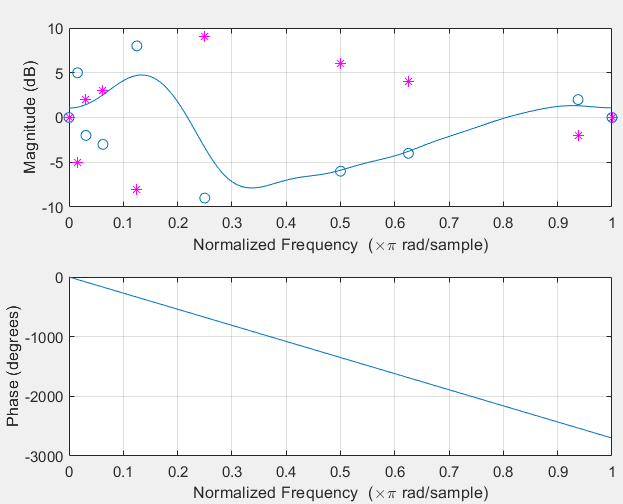 10
5
0
-5
-10
Magnitude (dB)
0 0.1 0.2 0.3 0.4 0.5 0.6 0.7 0.8 0.9 1
Normalized Frequency (×π rad/sample)
0
-1000
-2000
-3000
Phase (degrees)
0 0.1 0.2 0.3 0.4 0.5 0.6 0.7 0.8 0.9 1
Normalized Frequency (×π rad/sample)